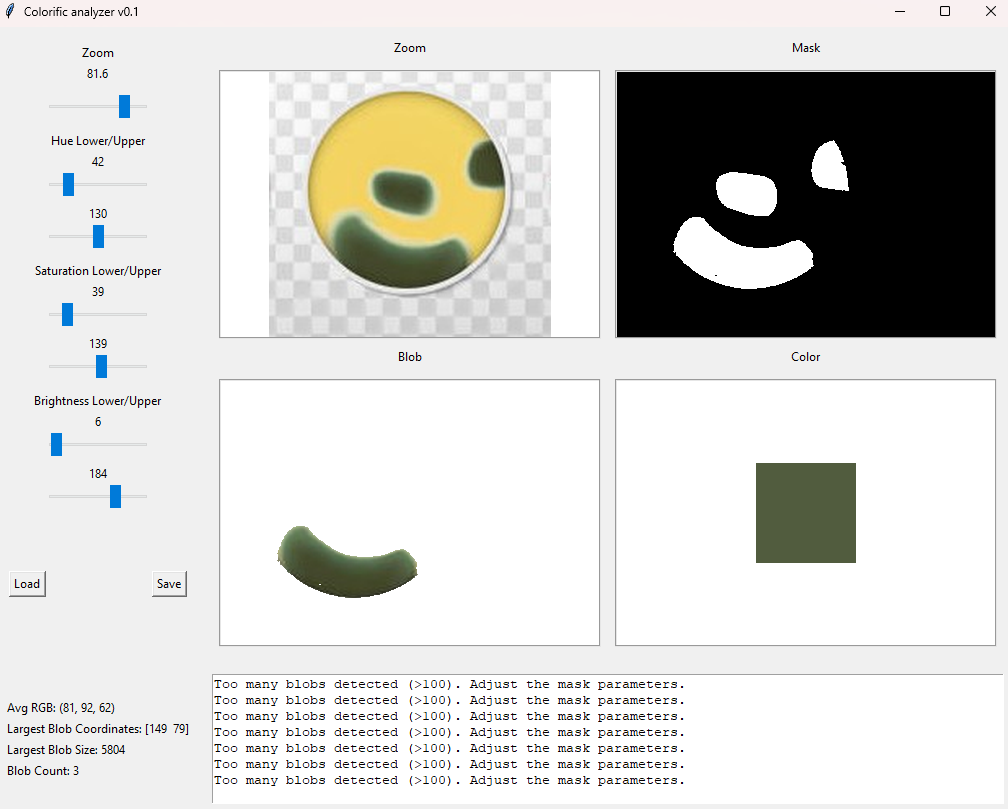 Colorific analyzer v0.1
Zoom
81.6
Hue Lower/Upper
42
130
Saturation Lower/Upper
39
139
Brightness Lower/Upper
6
184
Load
Save
Zoom
Mask
Blob
Color
Avg RGB: (81, 92, 62)
Largest Blob Coordinates: [149 79]
Largest Blob Size: 5804
Blob Count: 3
Too many blobs detected (>100). Adjust the mask parameters.
Too many blobs detected (>100). Adjust the mask parameters.
Too many blobs detected (>100). Adjust the mask parameters.
Too many blobs detected (>100). Adjust the mask parameters.
Too many blobs detected (>100). Adjust the mask parameters.
Too many blobs detected (>100). Adjust the mask parameters.
Too many blobs detected (>100). Adjust the mask parameters.